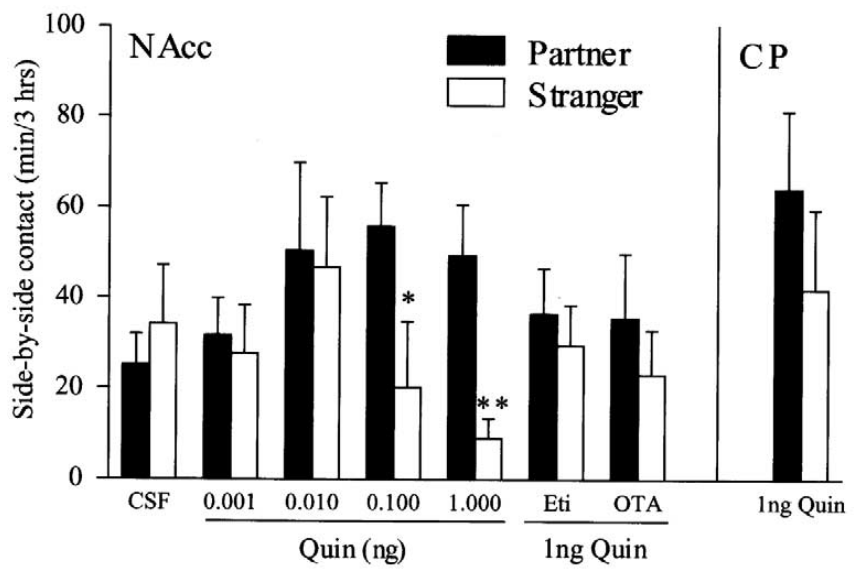 Side-by-side contact (min/3 hrs)
100
80
60
40
20
0
NAcc
Partner
Stranger
CP
*
**
CSF
0.001
0.010
0.100
1.000
Eti
OTA
1ng Quin
Quin (ng)
1ng Quin